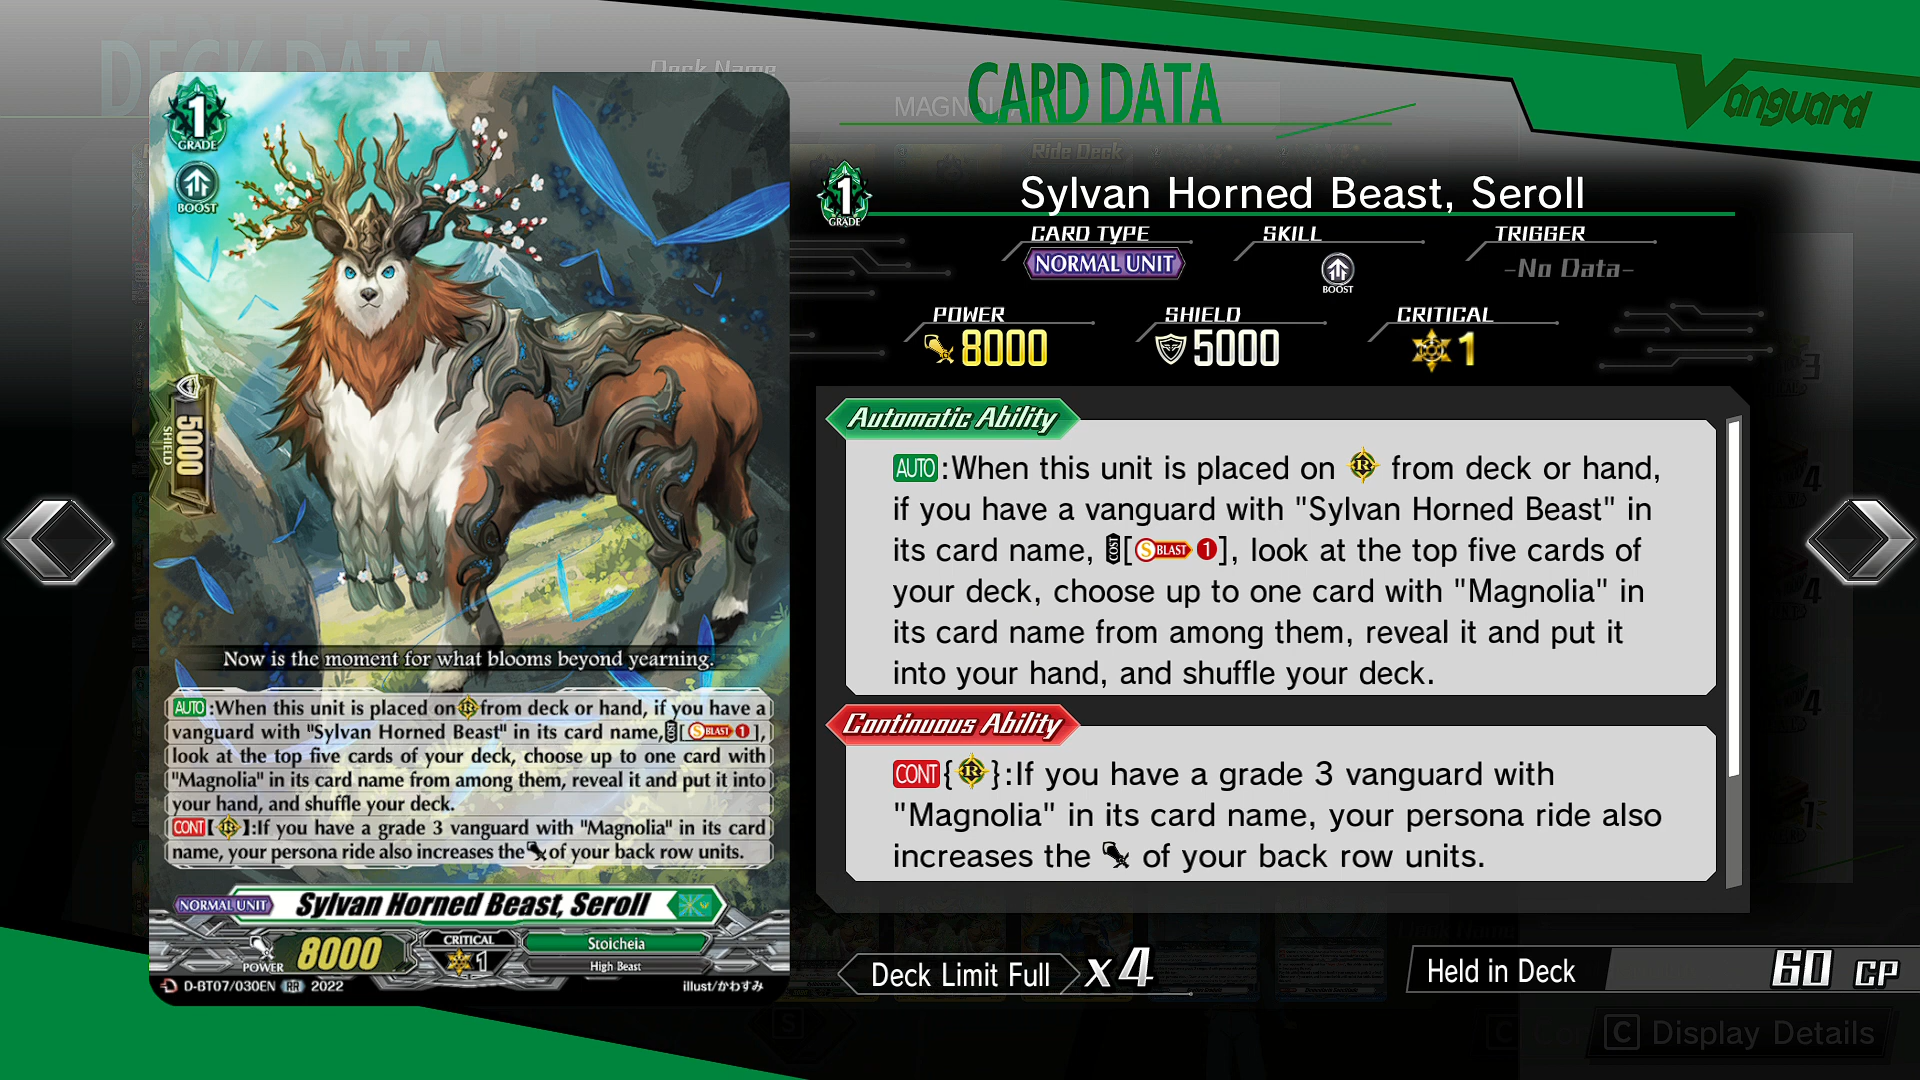 DECK DATA
Deck Name
MAGNOL
CARD DATA
Vanguard
Ride Deck
1
GRADE
BOOST
SHIELD
5000
Now is the moment for what blooms beyond yearning.
AUTO:When this unit is placed on R from deck or hand, if you have a
vanguard with "Sylvan Horned Beast" in its card name, COST[S BLAST 1],
look at the top five cards of your deck, choose up to one card with
"Magnolia" in its card name from among them, reveal it and put it into
your hand, and shuffle your deck.
CONT【R】:If you have a grade 3 vanguard with "Magnolia" in its card
name, your persona ride also increases the of your back row units.
NORMAL UNIT
Sylvan Horned Beast, Seroll
POWER
8000
CRITICAL
1
Stoicheia
High Beast
D-BT07/030EN RR 2022
illust/かわすみ
1
GRADE
Sylvan Horned Beast, Seroll
CARD TYPE
NORMAL UNIT
SKILL
BOOST
TRIGGER
-No Data-
POWER
8000
SHIELD
5000
CRITICAL
1
Automatic Ability
AUTO:When this unit is placed on R from deck or hand,
if you have a vanguard with "Sylvan Horned Beast" in
its card name, COST[S BLAST 1], look at the top five cards of
your deck, choose up to one card with "Magnolia" in
its card name from among them, reveal it and put it
into your hand, and shuffle your deck.
Continuous Ability
CONT{R}:If you have a grade 3 vanguard with
"Magnolia" in its card name, your persona ride also
increases the of your back row units.
Deck Limit Full x4
Held in Deck
60 CP
C Display Details